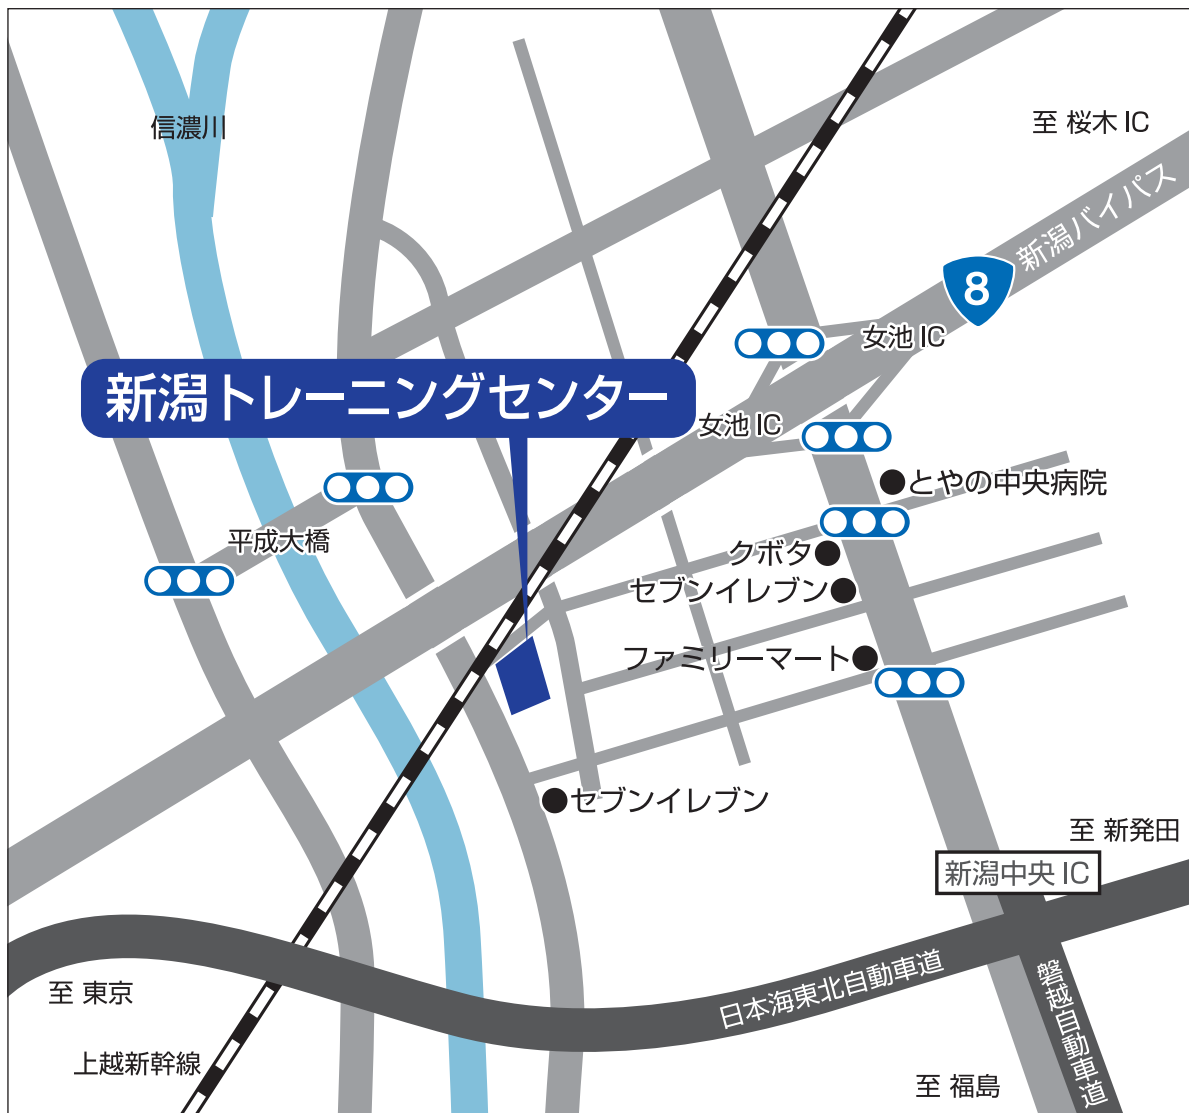 信濃川
至 桜木 IC
新潟バイパス
8
女池 IC
新潟トレーニングセンター
女池 IC
とやの中央病院
平成大橋
クボタ
セブンイレブン
ファミリーマート
セブンイレブン
至 新発田
新潟中央 IC
日本海東北自動車道
磐越自動車道
至 東京
上越新幹線
至 福島